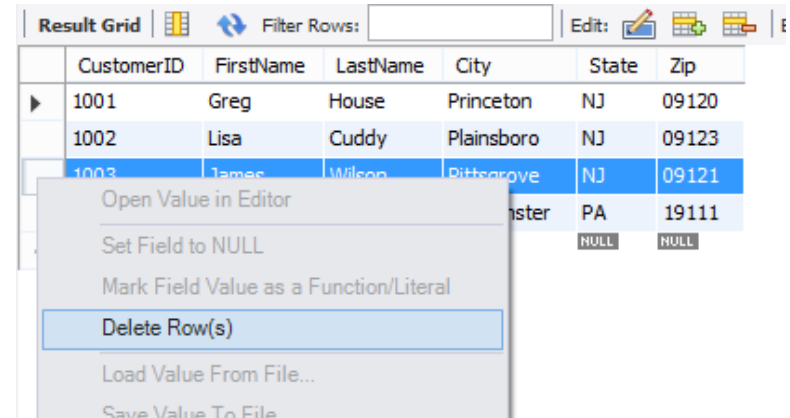 Result Grid Filter Rows: Edit:
CustomerID FirstName LastName City State Zip
1001 Greg House Princeton NJ 09120
1002 Lisa Cuddy Plainsboro NJ 09123
1003 James Wilson Pittsgrove NJ 09121
PA 19111
NULL NULL
Open Value in Editor
Set Field to NULL
Mark Field Value as a Function/Literal
Delete Row(s)
Load Value From File...
Save Value To File